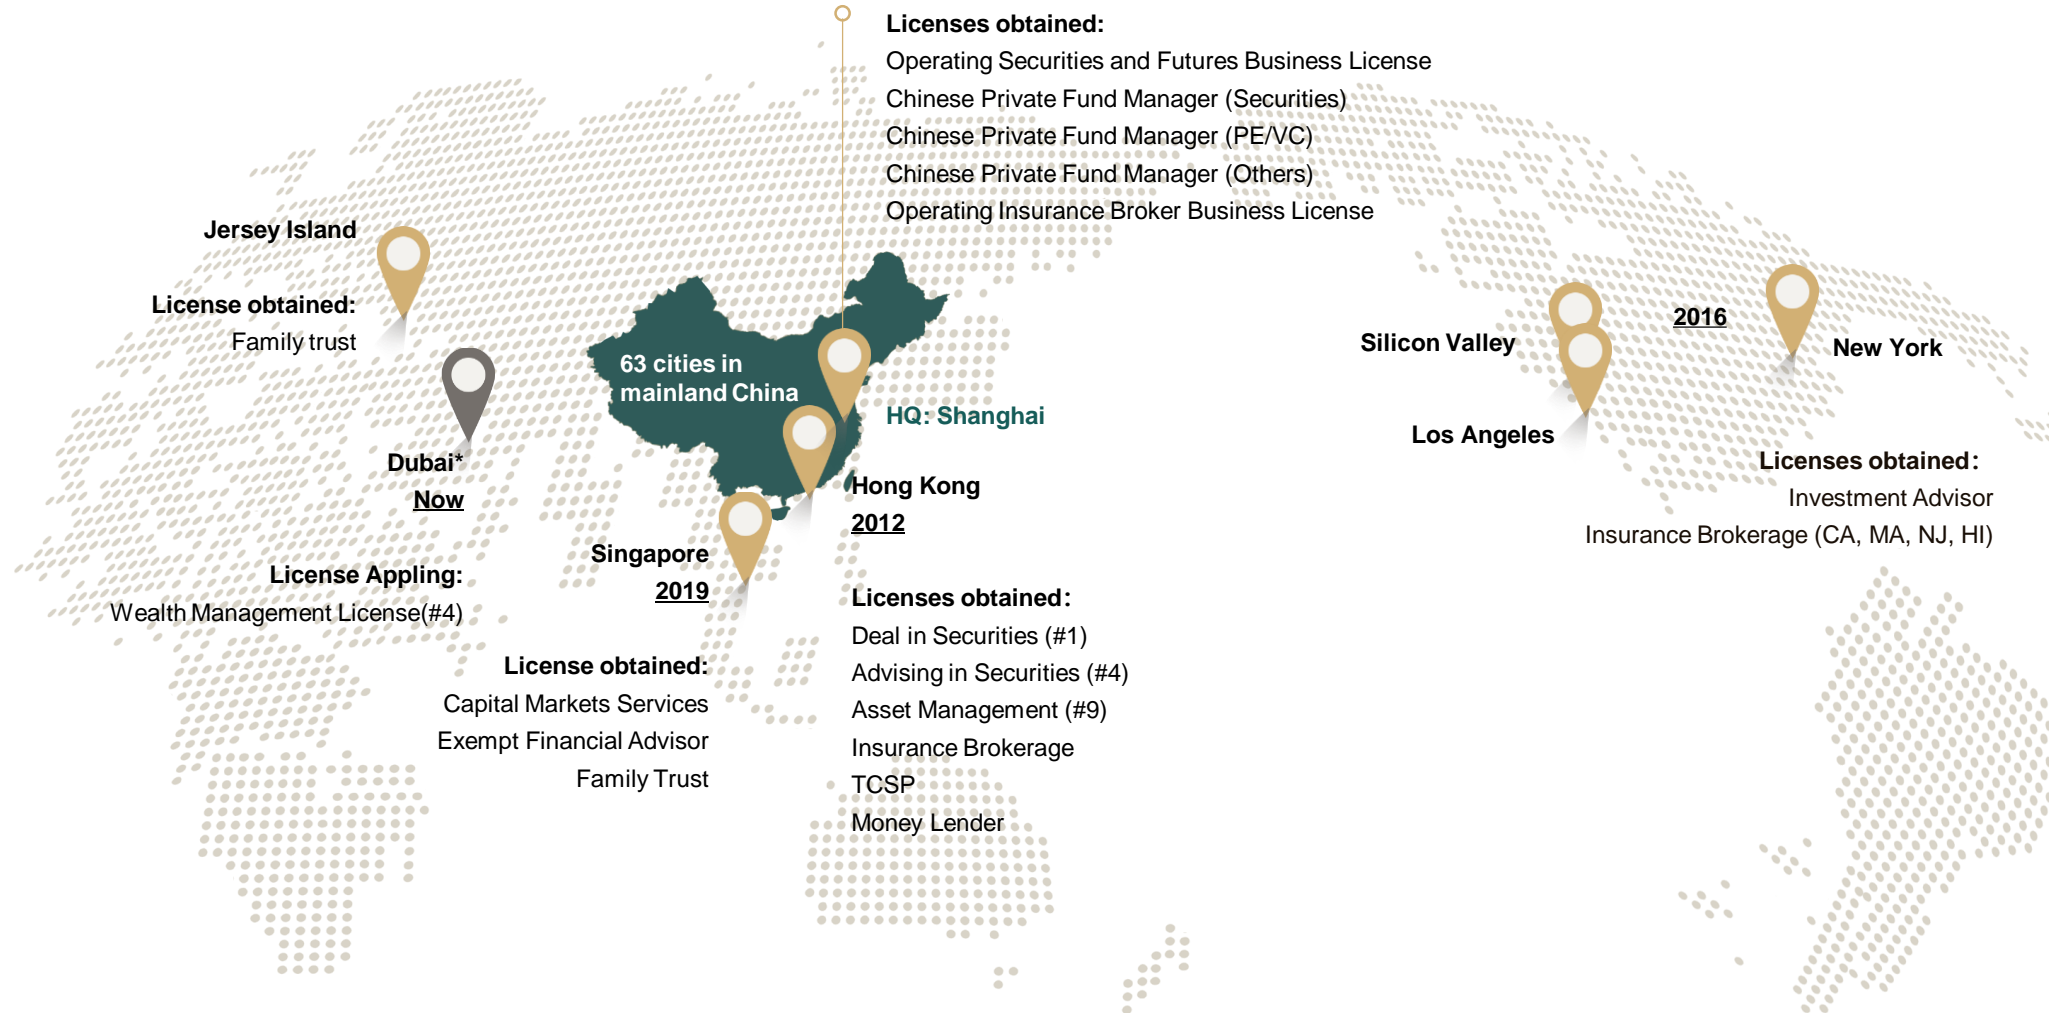 Licenses obtained:
Operating Securities and Futures Business License
Chinese Private Fund Manager (Securities)
Chinese Private Fund Manager (PE/VC)
Chinese Private Fund Manager (Others)
Operating Insurance Broker Business License
Jersey Island
License obtained:
Family trust
Dubai*
Now
License Appling:
Wealth Management License(#4)
63 cities in
mainland China
HQ: Shanghai
Hong Kong
2012
Licenses obtained:
Deal in Securities (#1)
Advising in Securities (#4)
Asset Management (#9)
Insurance Brokerage
TCSP
Money Lender
Singapore
2019
License obtained:
Capital Markets Services
Exempt Financial Advisor
Family Trust
Silicon Valley
2016
New York
Los Angeles
Licenses obtained:
Investment Advisor
Insurance Brokerage (CA, MA, NJ, HI)